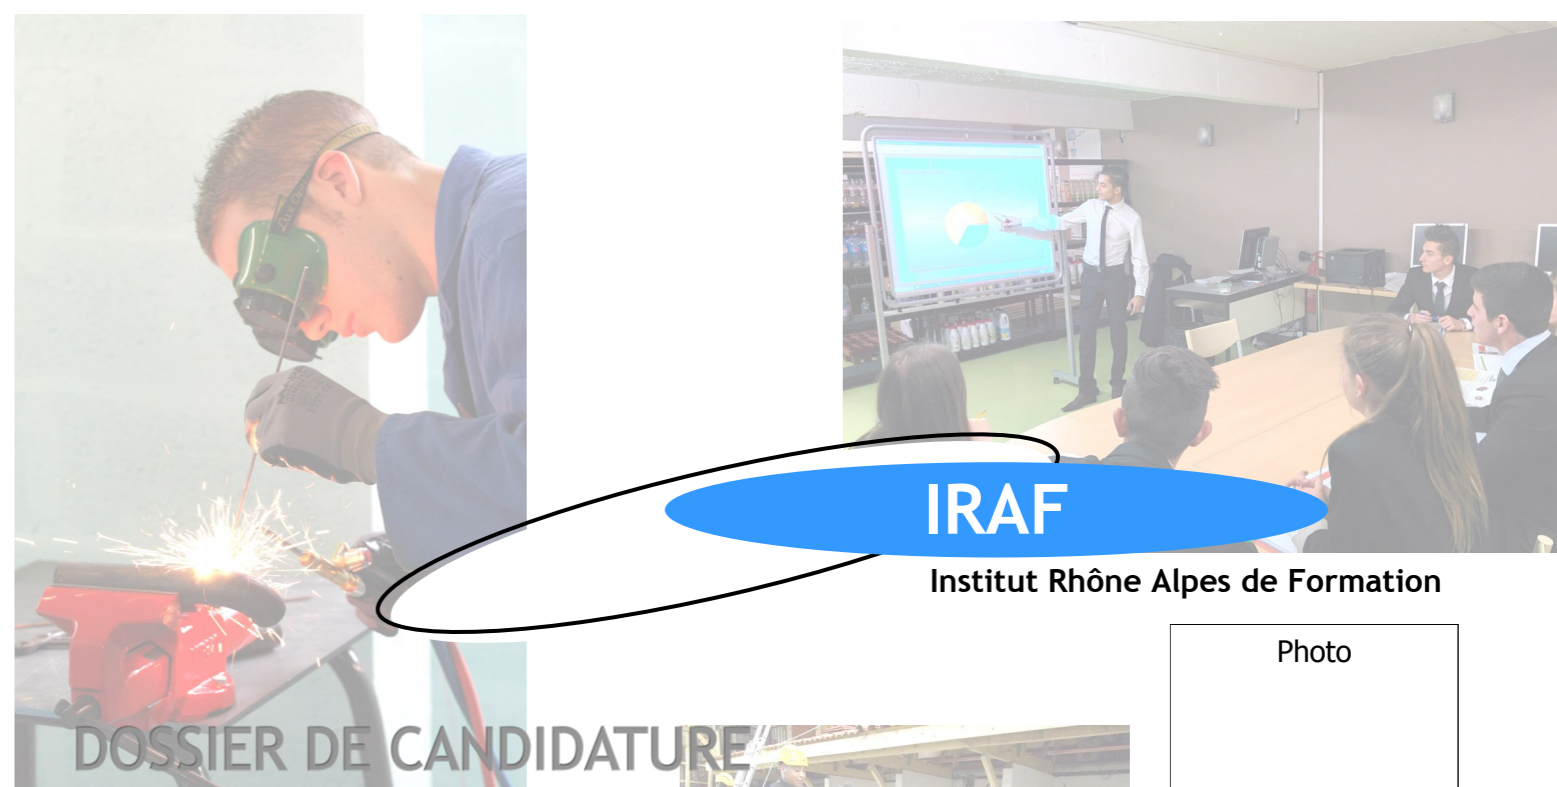 IRAF
Institut Rhône Alpes de Formation
Photo
DOSSIER DE CANDIDATURE